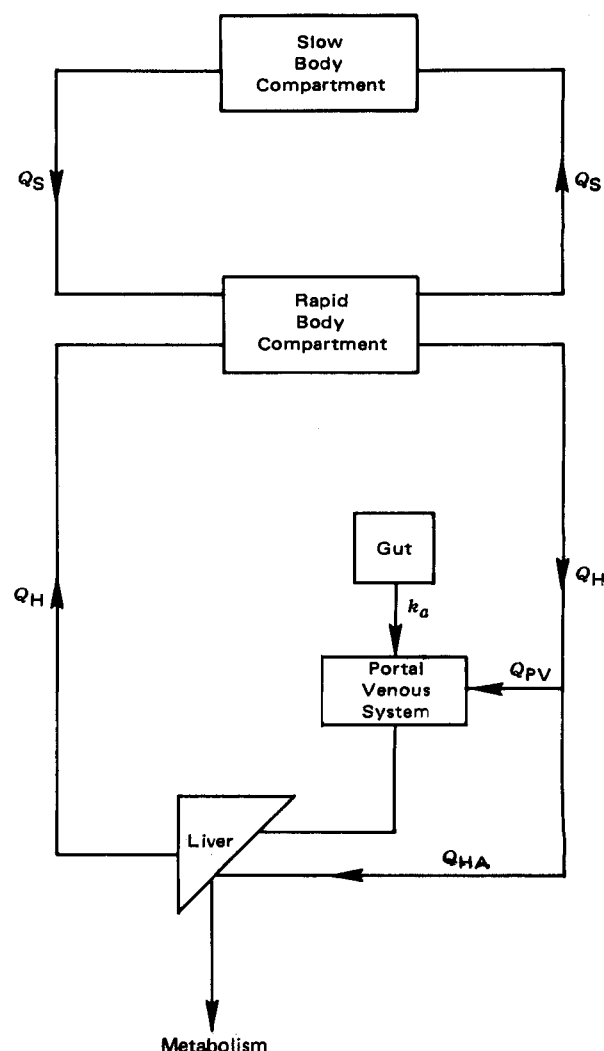 Slow
Body
Compartment
Q_S
Q_S
Rapid
Body
Compartment
Gut
Q_H
k_a
Q_H
Portal
Venous
System
Q_PV
Liver
Q_HA
Metabolism